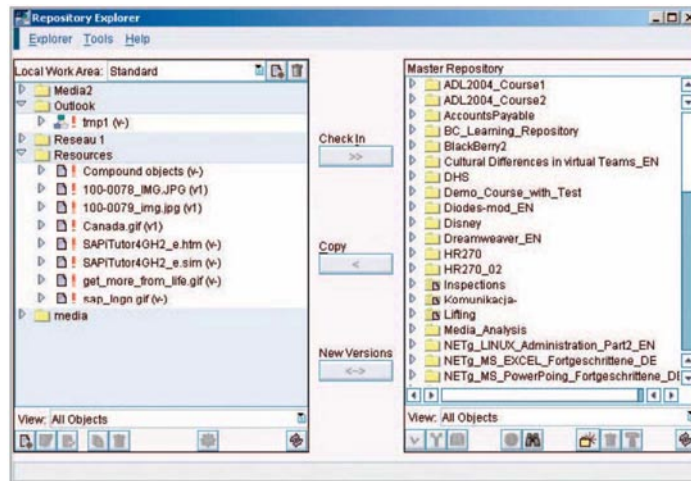 Repository Explorer
Explorer Tools Help
Local Work Area: Standard
Media2
Outlook
tmp1 (v-)
Reseau 1
Resources
Compound objects (v-)
100-0078_IMG.JPG (v1)
100-0079_img.jpg (v1)
Canada.gif (v1)
SAPiTutor4GH2_e.htm (v-)
SAPiTutor4GH2_e.sim (v-)
get_more_from_life.gif (v-)
sap_logn.gif (v-)
media
View: All Objects
Check In
>>
Copy
<
New Versions
<->
Master Repository
ADL2004_Course1
ADL2004_Course2
AccountsPayable
BC_Learning_Repository
BlackBerry2
Cultural Differences in virtual Teams_EN
DHS
Demo_Course_with_Test
Diodes-mod_EN
Disney
Dreamweaver_EN
HR270
HR270_02
Inspections
Komunikacja-
Lifting
Media_Analysis
NETg_LINUX_Administration_Part2_EN
NETg_MS_EXCEL_Fortgeschrittene_DE
NETg_MS_PowerPoing_Fortgeschrittene_DE
View: All Objects